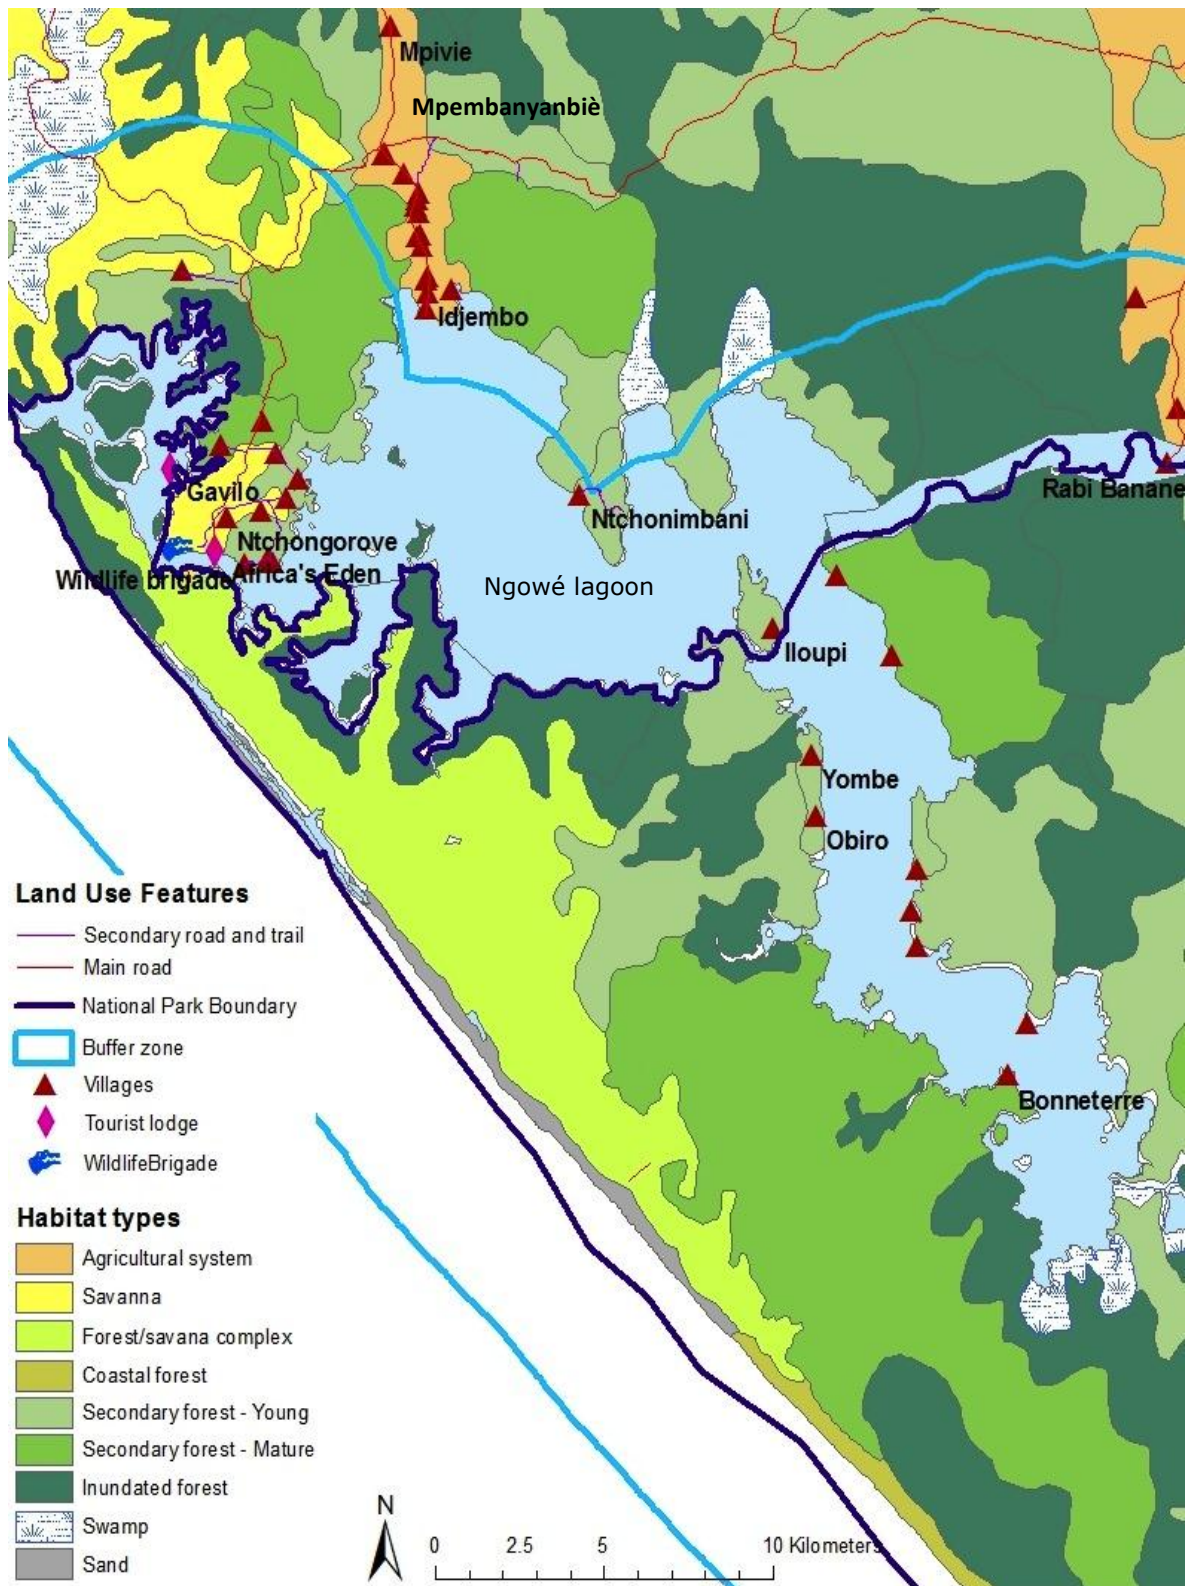 Mpivie
Mpembanyanbiè
Idjembo
Gavilo
Rabi Banane
Ntchonimbani
Ntchongorove
Wildlife brigade
Africa's Eden
Ngowé lagoon
Iloupi
Yombe
Obiro
Bonneterre
Land Use Features
Secondary road and trail
Main road
National Park Boundary
Buffer zone
Villages
Tourist lodge
WildlifeBrigade
Habitat types
Agricultural system
Savanna
Forest/savana complex
Coastal forest
Secondary forest - Young
Secondary forest - Mature
Inundated forest
Swamp
Sand
N
0 2.5 5 10 Kilometers